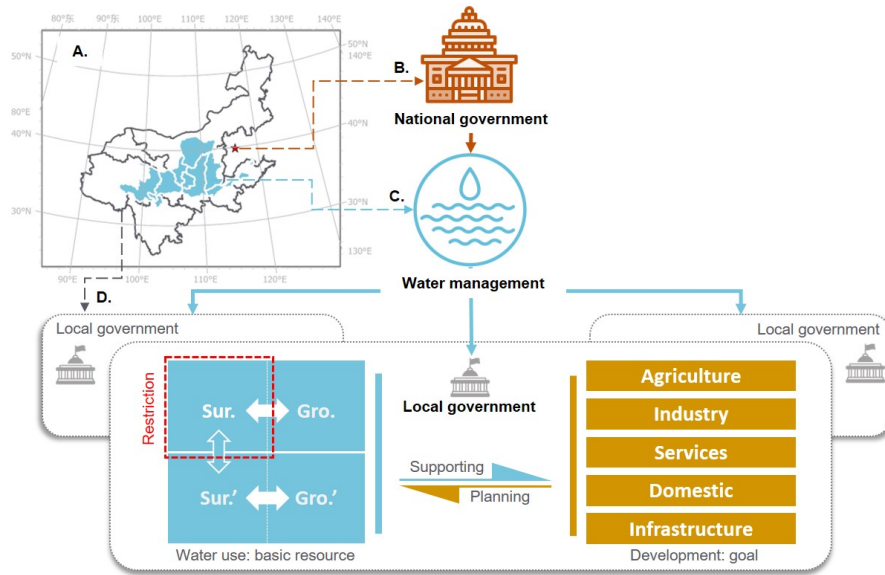 80°E 90°E 100°E 110°E 120°E 130°E 140°E
A.
50°N
50°N
140°E
80°E
40°N
40°N
30°N
30°N
130°E
90°E 100°E 110°E 120°E
B.
National government
C.
Water management
D.
Local government
Local government
Local government
Restriction
Sur.
Gro.
Sur.′
Gro.′
Water use: basic resource
Supporting
Planning
Agriculture
Industry
Services
Domestic
Infrastructure
Development: goal